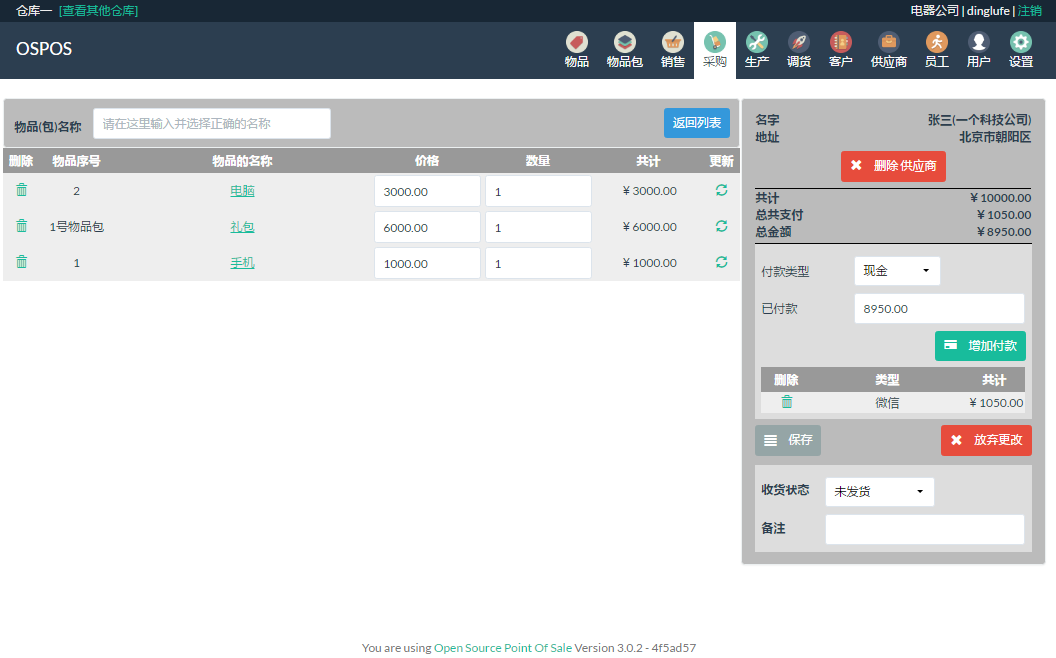 仓库一 [查看其他仓库] 电器公司 | dinglufe | 注销
OSPOS 物品 物品包 销售 采购 生产 调货 客户 供应商 员工 用户 设置
物品(包)名称 请在这里输入并选择正确的名称 返回列表
删除 物品序号 物品的名称 价格 数量 共计 更新
2 电脑 3000.00 1 ¥ 3000.00
1号物品包 礼包 6000.00 1 ¥ 6000.00
1 手机 1000.00 1 ¥ 1000.00
名字 张三(一个科技公司)
地址 北京市朝阳区
删除 供应商
共计 ¥ 10000.00
总共支付 ¥ 1050.00
总金额 ¥ 8950.00
付款类型 现金
已付款 8950.00
增加付款
删除 类型 共计
微信 ¥ 1050.00
保存 放弃更改
收货状态 未发货
备注
You are using Open Source Point Of Sale Version 3.0.2 - 4f5ad57